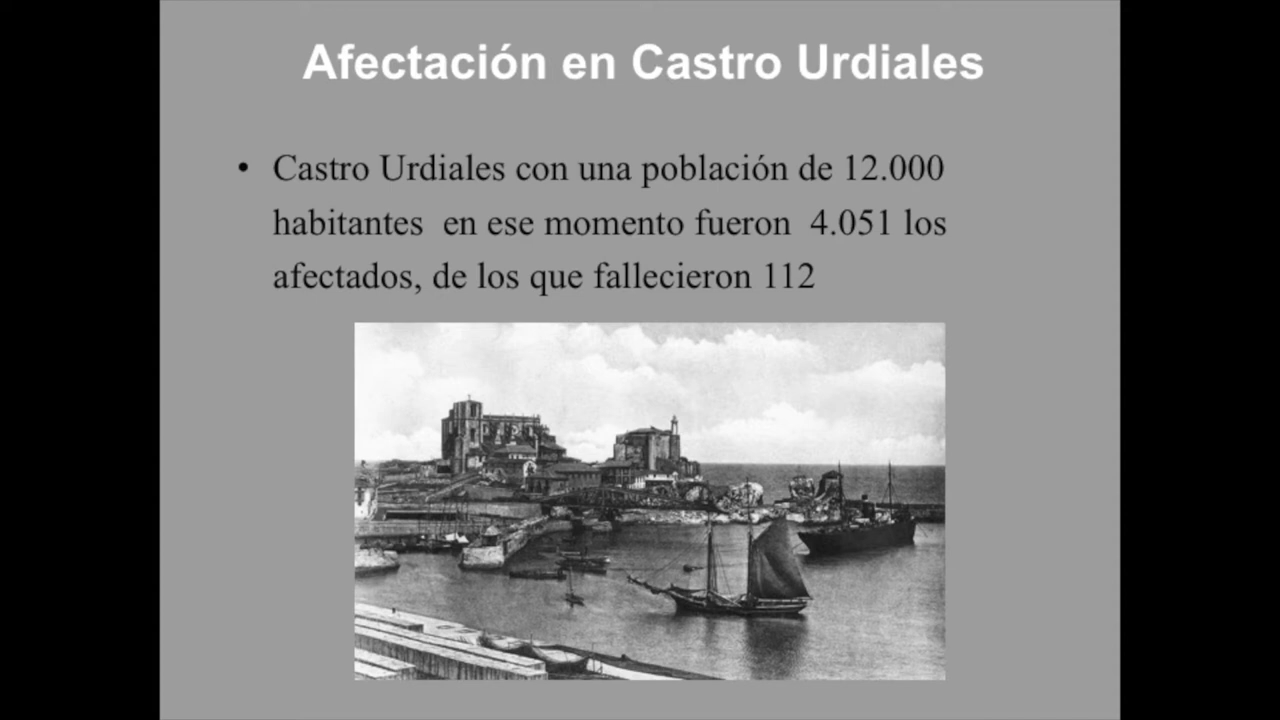 Afectación en Castro Urdiales
• Castro Urdiales con una población de 12.000
habitantes en ese momento fueron 4.051 los
afectados, de los que fallecieron 112